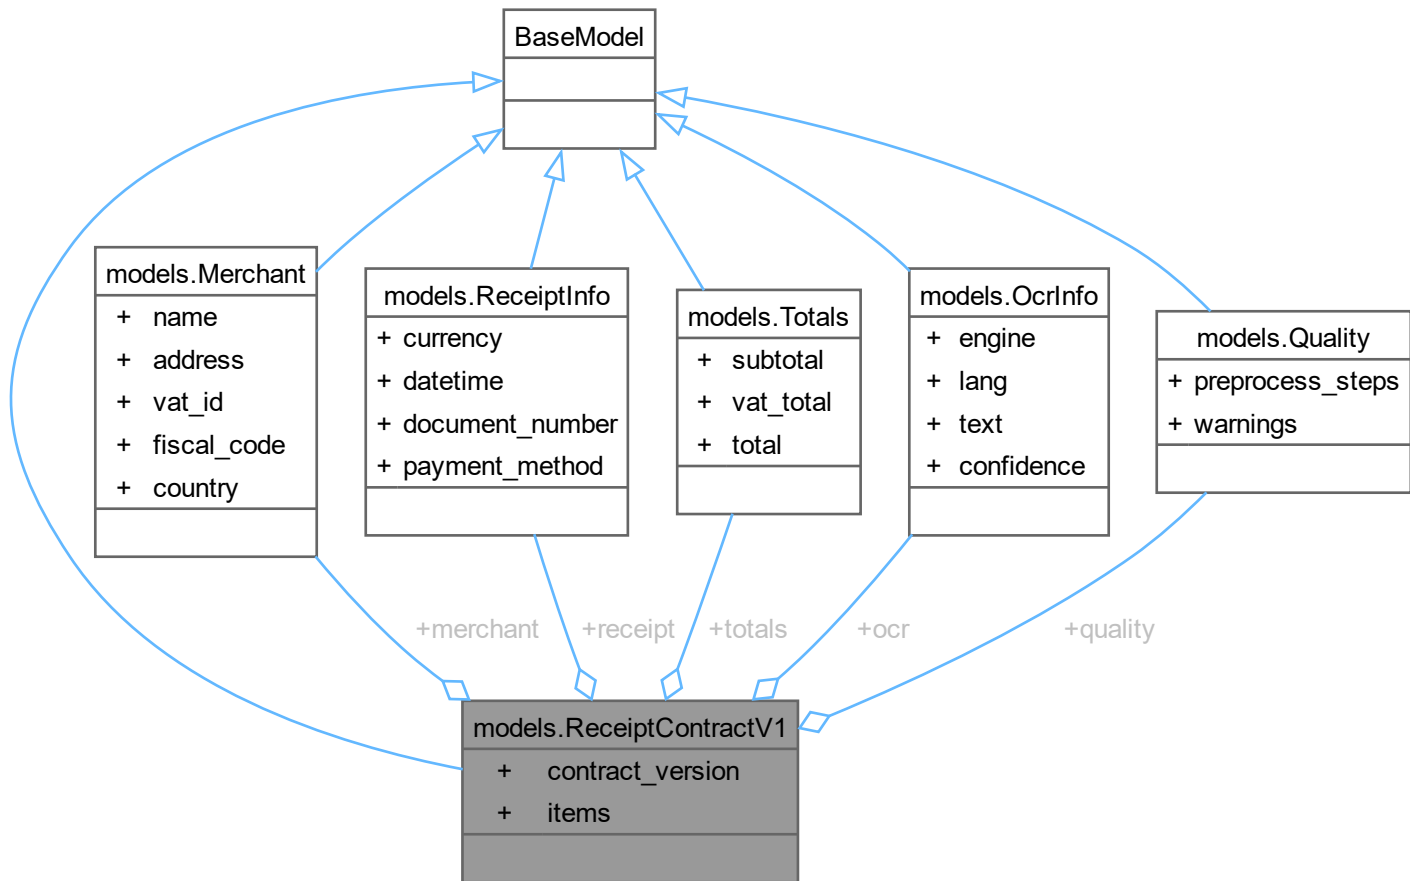 BaseModel
models.Merchant
+ name
+ address
+ vat_id
+ fiscal_code
+ country
models.ReceiptInfo
+ currency
+ datetime
+ document_number
+ payment_method
models.Totals
+ subtotal
+ vat_total
+ total
models.OcrInfo
+ engine
+ lang
+ text
+ confidence
models.Quality
+ preprocess_steps
+ warnings
+merchant
+receipt
+totals
+ocr
+quality
models.ReceiptContractV1
+ contract_version
+ items